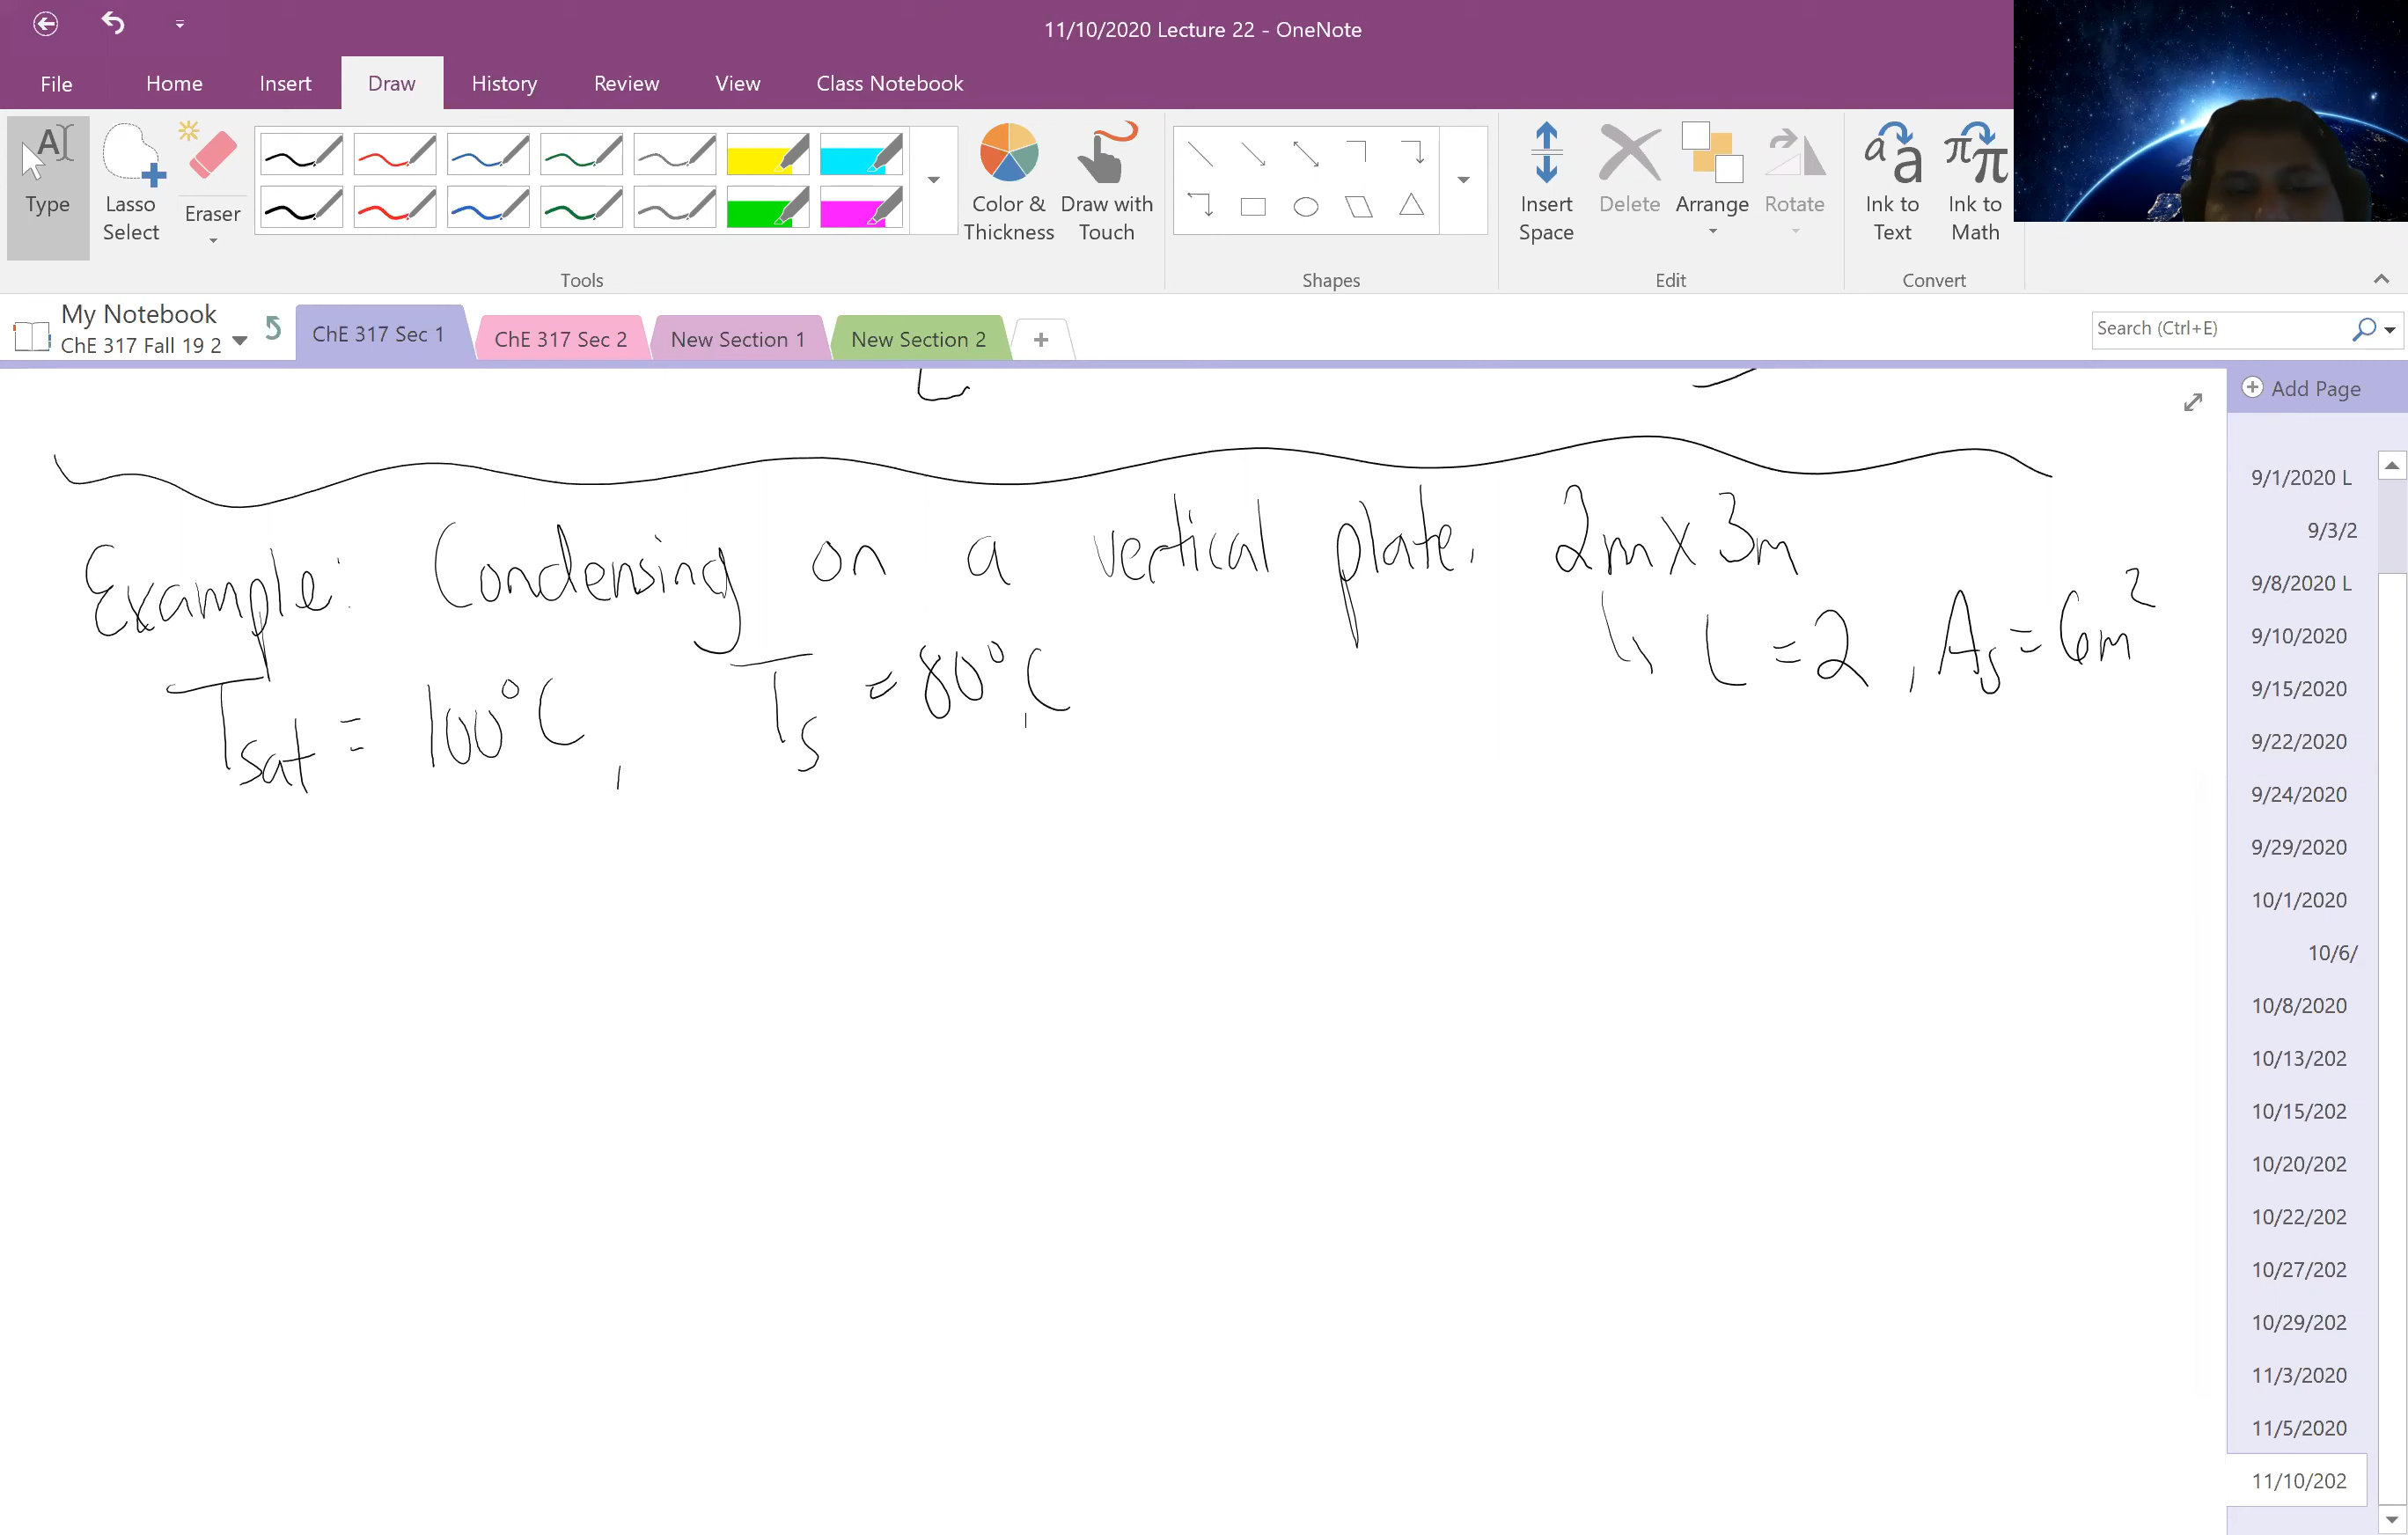 11/10/2020 Lecture 22 - OneNote
File Home Insert Draw History Review View Class Notebook
Type
Lasso Select
Eraser
Color & Thickness
Draw with Touch
Insert Space
Delete
Arrange
Rotate
Ink to Text
Ink to Math
Tools Shapes Edit Convert
My Notebook
ChE 317 Fall 19 2
ChE 317 Sec 1 ChE 317 Sec 2 New Section 1 New Section 2 +
Search (Ctrl+E)
Add Page
Example: Condensing on a vertical plate. 2m x 3m
↳ L = 2, As = 6m²
Tsat = 100°C, Ts = 80°C
9/1/2020 L
9/3/2
9/8/2020 L
9/10/2020
9/15/2020
9/22/2020
9/24/2020
9/29/2020
10/1/2020
10/6/
10/8/2020
10/13/202
10/15/202
10/20/202
10/22/202
10/27/202
10/29/202
11/3/2020
11/5/2020
11/10/202